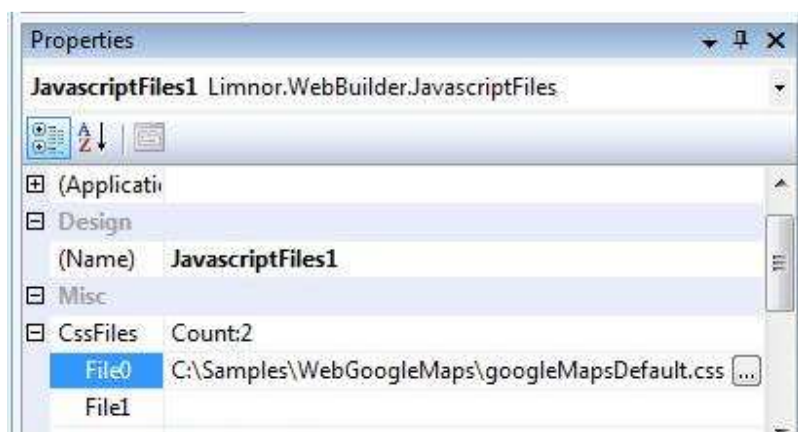 Properties
JavascriptFiles1 Limnor.WebBuilder.JavascriptFiles
(Applicati
Design
(Name) JavascriptFiles1
Misc
CssFiles Count:2
File0 C:\Samples\WebGoogleMaps\googleMapsDefault.css ...
File1